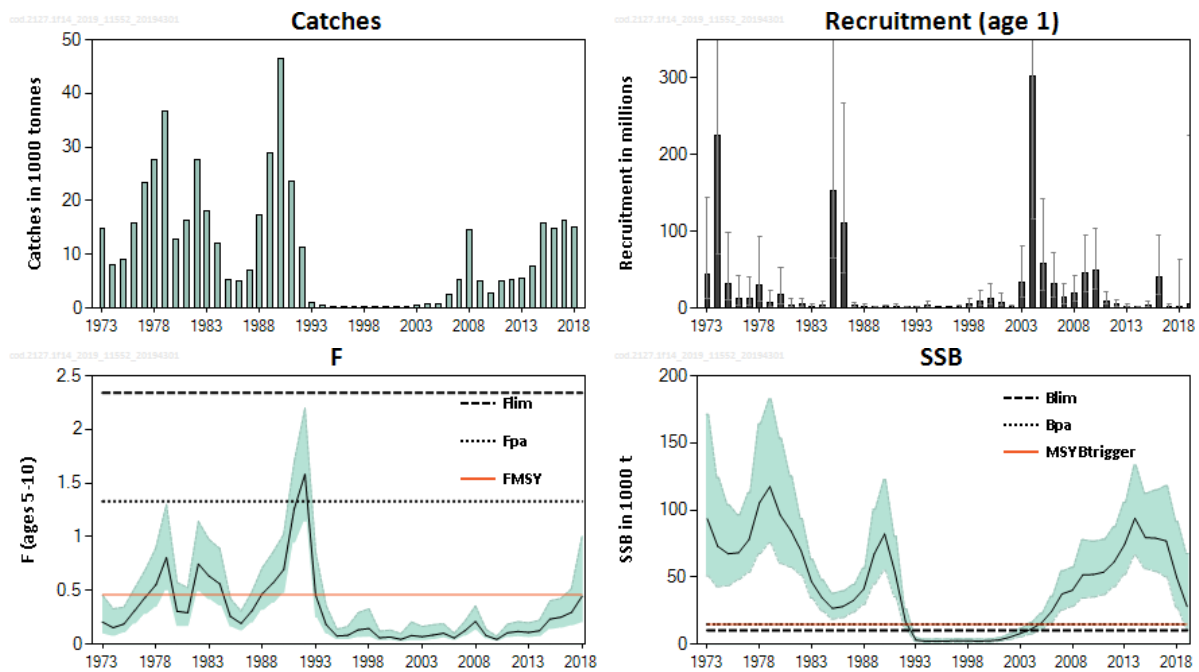 cod.2127.1f14_2019_11552_20194301
Catches
Catches in 1000 tonnes
50
40
30
20
10
0
1973 1978 1983 1988 1993 1998 2003 2008 2013 2018
cod.2127.1f14_2019_11552_20194301
Recruitment (age 1)
Recruitment in millions
300
200
100
0
1973 1978 1983 1988 1993 1998 2003 2008 2013 2018
cod.2127.1f14_2019_11552_20194301
F
F (ages 5-10)
2.5
2
1.5
1
0.5
0
Flim
Fpa
FMSY
1973 1978 1983 1988 1993 1998 2003 2008 2013 2018
cod.2127.1f14_2019_11552_20194301
SSB
SSB in 1000 t
200
150
100
50
0
Blim
Bpa
MSYBtrigger
1973 1978 1983 1988 1993 1998 2003 2008 2014 2019